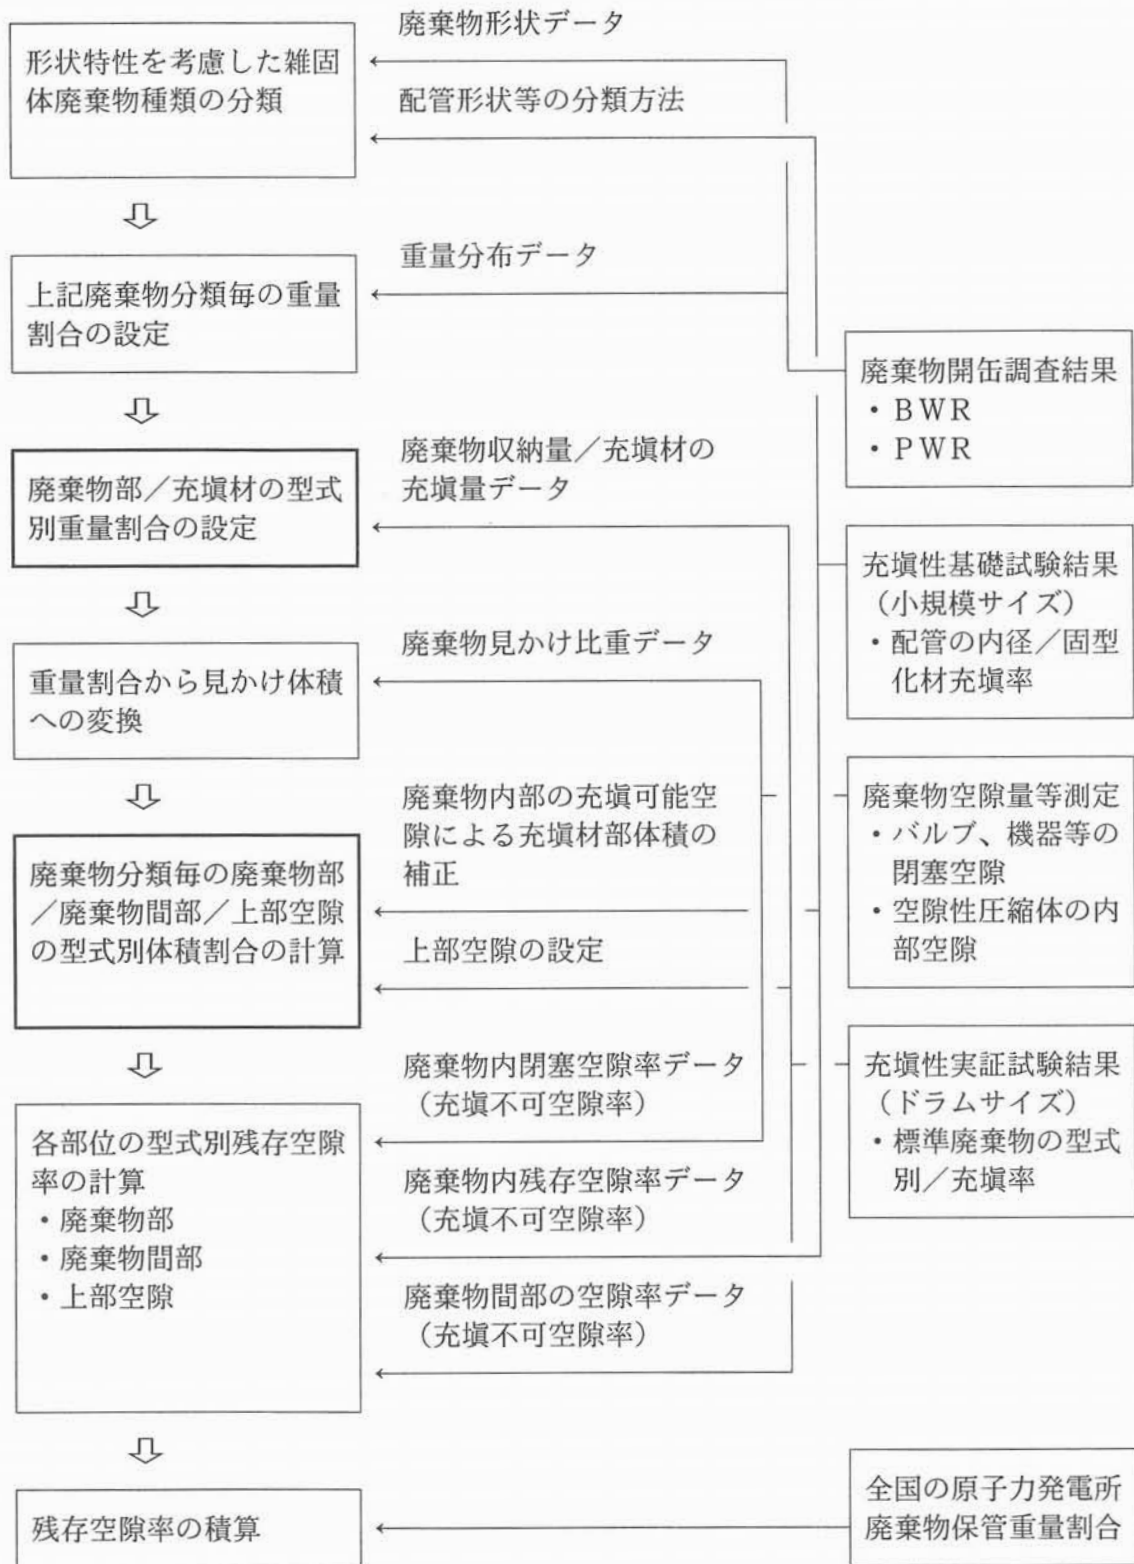 形状特性を考慮した雑固
体廃棄物種類の分類
廃棄物形状データ
配管形状等の分類方法
上記廃棄物分類毎の重量
割合の設定
重量分布データ
廃棄物部／充塡材の型式
別重量割合の設定
廃棄物収納量／充塡材の
充塡量データ
重量割合から見かけ体積
への変換
廃棄物見かけ比重データ
廃棄物分類毎の廃棄物部
／廃棄物間部／上部空隙
の型式別体積割合の計算
廃棄物内部の充塡可能空
隙による充塡材部体積の
補正
上部空隙の設定
各部位の型式別残存空隙
率の計算
・廃棄物部
・廃棄物間部
・上部空隙
廃棄物内閉塞空隙率データ
（充塡不可空隙率）
廃棄物内残存空隙率データ
（充塡不可空隙率）
廃棄物間部の空隙率データ
（充塡不可空隙率）
残存空隙率の積算
廃棄物開缶調査結果
・ＢＷＲ
・ＰＷＲ
充塡性基礎試験結果
（小規模サイズ）
・配管の内径／固型
化材充塡率
廃棄物空隙量等測定
・バルブ、機器等の
閉塞空隙
・空隙性圧縮体の内
部空隙
充塡性実証試験結果
（ドラムサイズ）
・標準廃棄物の型式
別／充塡率
全国の原子力発電所
廃棄物保管重量割合